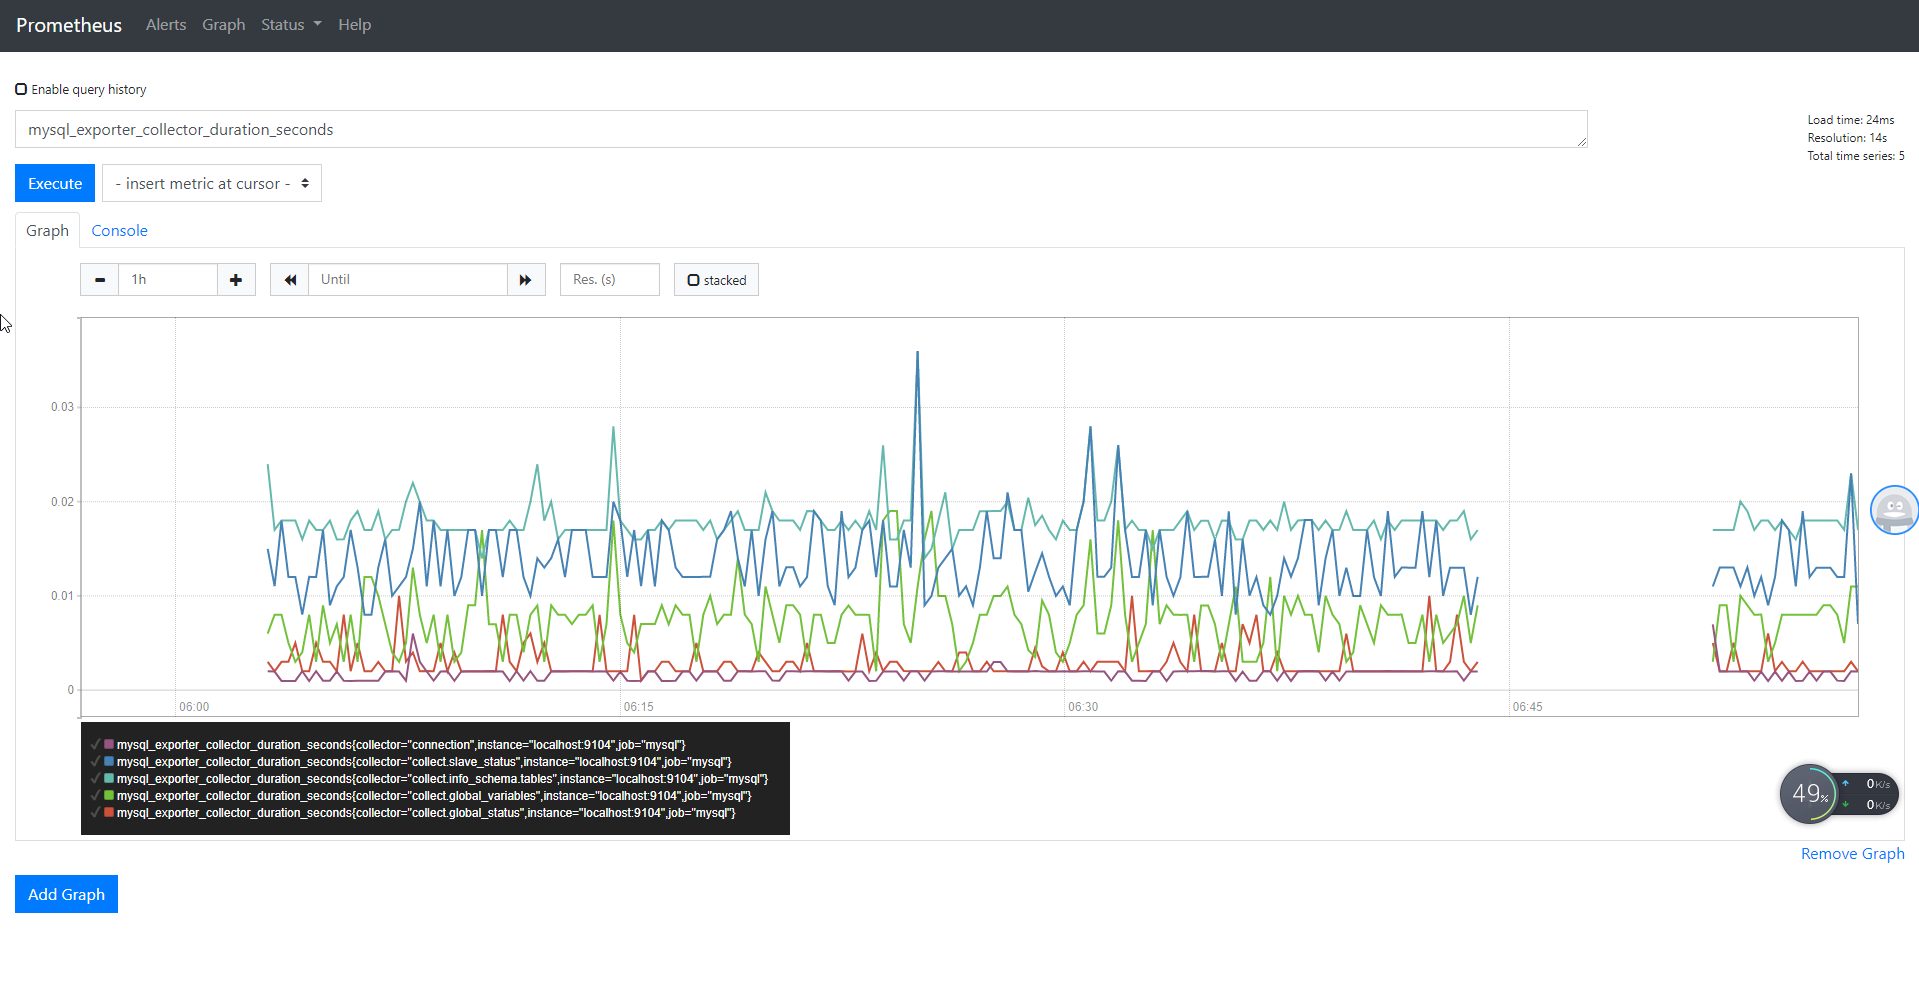 Prometheus Alerts Graph Status Help
Enable query history
mysql_exporter_collector_duration_seconds
Load time: 24ms
Resolution: 14s
Total time series: 5
Execute - insert metric at cursor -
Graph Console
1h Until Res. (s) stacked
0.03
0.02
0.01
0
06:00 06:15 06:30 06:45
mysql_exporter_collector_duration_seconds{collector="connection",instance="localhost:9104",job="mysql"}
mysql_exporter_collector_duration_seconds{collector="collect.slave_status",instance="localhost:9104",job="mysql"}
mysql_exporter_collector_duration_seconds{collector="collect.info_schema.tables",instance="localhost:9104",job="mysql"}
mysql_exporter_collector_duration_seconds{collector="collect.global_variables",instance="localhost:9104",job="mysql"}
mysql_exporter_collector_duration_seconds{collector="collect.global_status",instance="localhost:9104",job="mysql"}
49%
0K/s
0K/s
Remove Graph
Add Graph